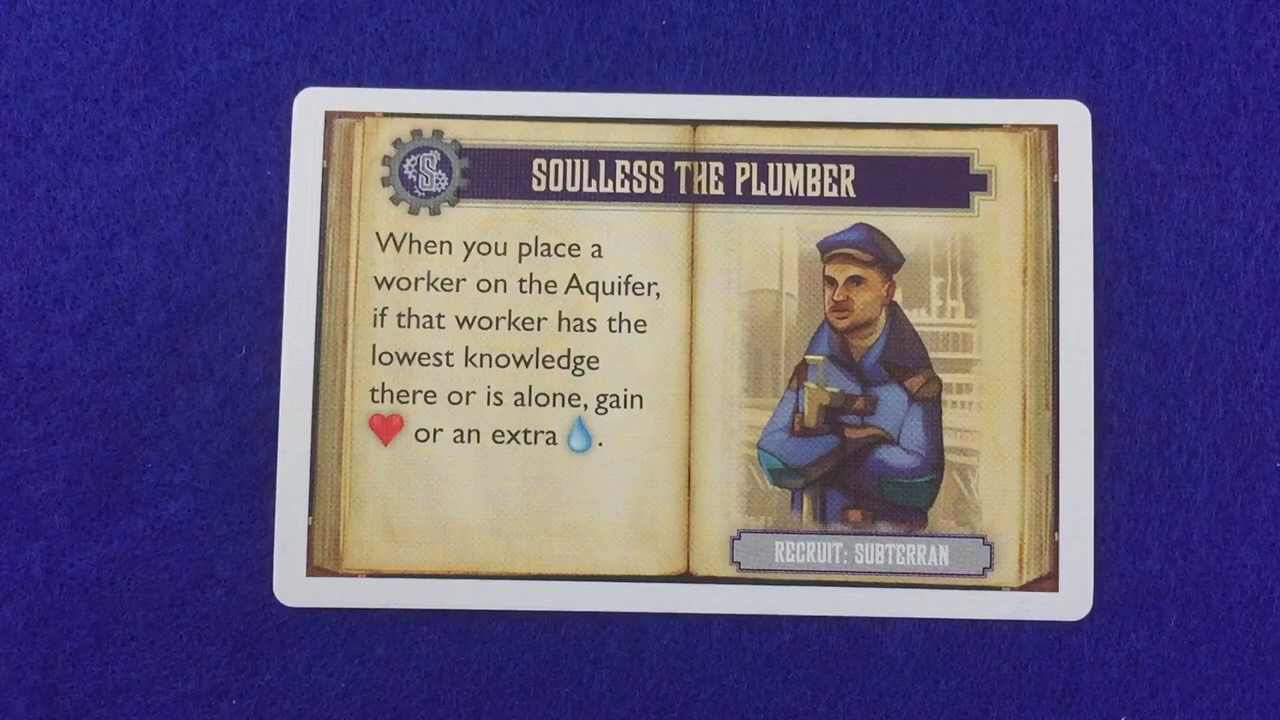 S
SOULLESS THE PLUMBER
When you place a
worker on the Aquifer,
if that worker has the
lowest knowledge
there or is alone, gain
or an extra .
RECRUIT: SUBTERRAN